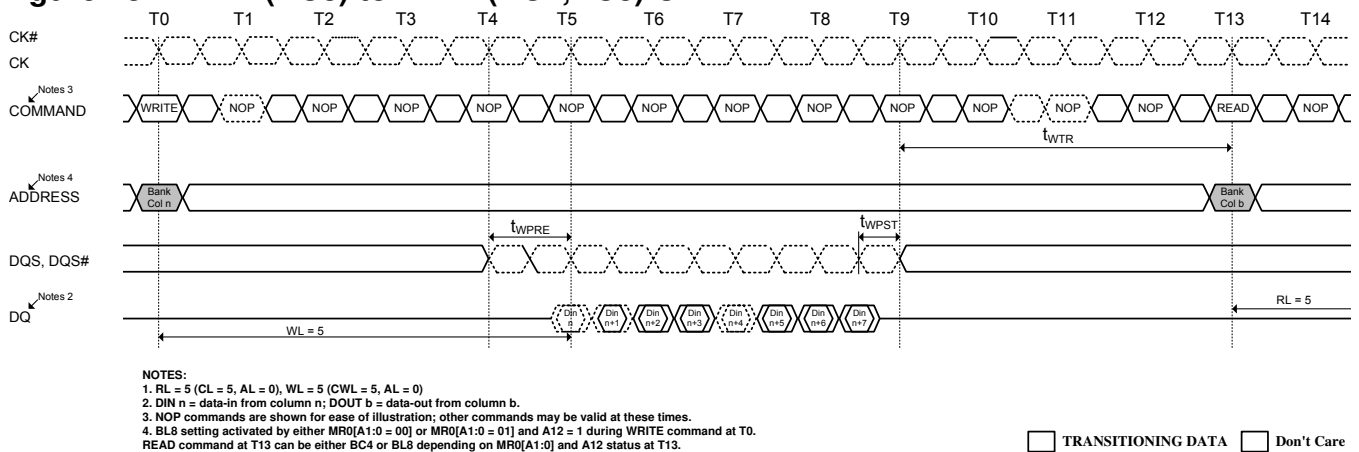 T0 T1 T2 T3 T4 T5 T6 T7 T8 T9 T10 T11 T12 T13 T14
CK#
CK
Notes 3
COMMAND
WRITE NOP NOP NOP NOP NOP NOP NOP NOP NOP NOP NOP NOP READ NOP
tWTR
Notes 4
ADDRESS
Bank Col n
Bank Col b
tWPRE
tWPST
DQS, DQS#
Notes 2
DQ
Din n Din n+1 Din n+2 Din n+3 Din n+4 Din n+5 Din n+6 Din n+7
WL = 5
RL = 5
NOTES:
1. RL = 5 (CL = 5, AL = 0), WL = 5 (CWL = 5, AL = 0)
2. DIN n = data-in from column n; DOUT b = data-out from column b.
3. NOP commands are shown for ease of illustration; other commands may be valid at these times.
4. BL8 setting activated by either MR0[A1:0 = 00] or MR0[A1:0 = 01] and A12 = 1 during WRITE command at T0.
READ command at T13 can be either BC4 or BL8 depending on MR0[A1:0] and A12 status at T13.
TRANSITIONING DATA Don't Care